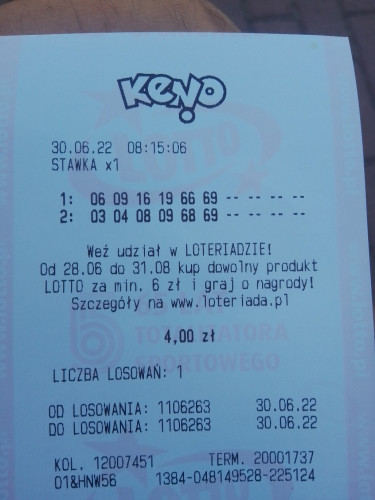 KENO
30.06.22 08:15:06
STAWKA x1
1: 06 09 16 19 66 69 -- -- -- --
2: 03 04 08 09 68 69 -- -- -- --
Weź udział w LOTERIADZIE!
Od 28.06 do 31.08 kup dowolny produkt
LOTTO za min. 6 zł i graj o nagrody!
Szczegóły na www.loteriada.pl
4,00 zł
LICZBA LOSOWAŃ: 1
OD LOSOWANIA: 1106263 30.06.22
DO LOSOWANIA: 1106263 30.06.22
KOL. 12007451 TERM. 20001737
01&HNW56 1384-048149528-225124
LOTTO
TOTALIZATORA
SPORTOWEGO